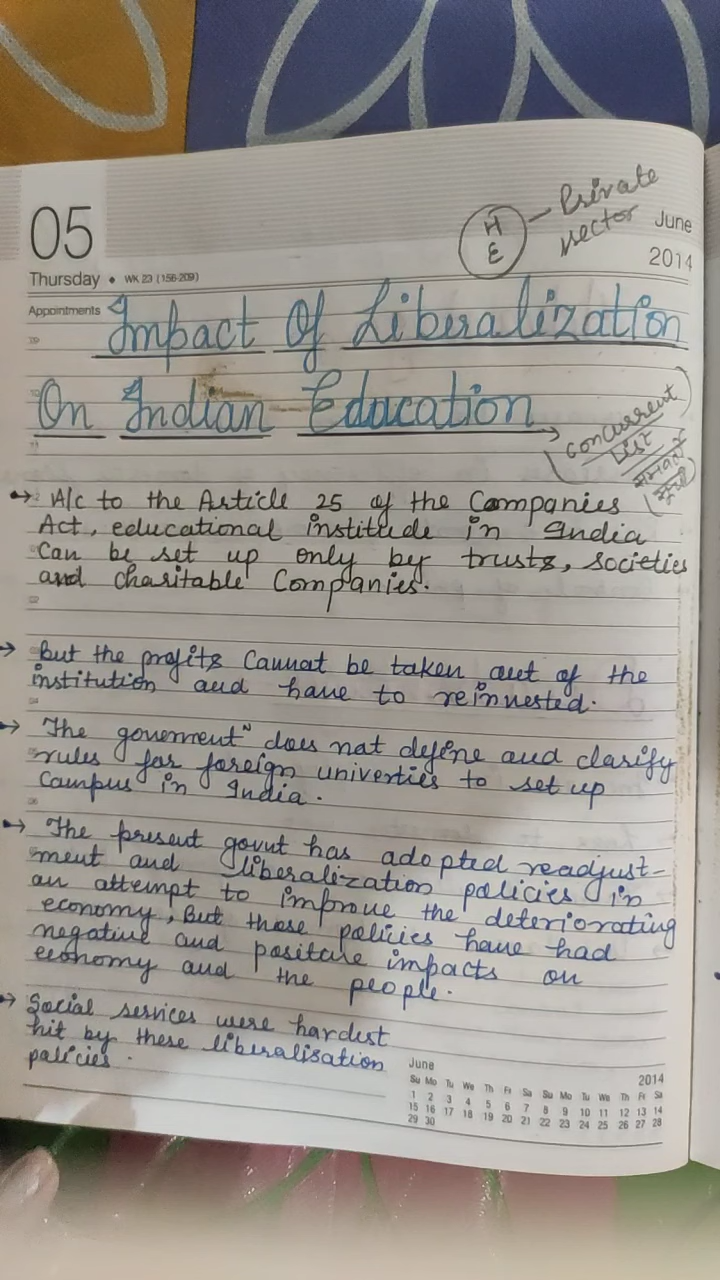 05
Thursday • WK 23 (156-209)
HE – Private sector
June
2014
Appointments
Impact Of Liberalization
On Indian Education →
Concurrent
List
समवर्ती
सूची
→ A/c to the Article 25 of the Companies
Act, educational institude in India
can be set up only by trusts, societies
and charitable Companies.
→ but the profits cannot be taken out of the
institution and have to reinvested.
→ The government does not define and clarify
rules for foreign univerties to set up
campus in India.
→ The present govnt has adopted readjust-
ment and liberalization policies in
an attempt to improve the deteriorating
economy, But these policies have had
negative and positive impacts on
economy and the people.
→ Social services were hardest
hit by these liberalisation
policies.
June 2014
Su Mo Tu We Th Fr Sa Su Mo Tu We Th Fr Sa
1 2 3 4 5 6 7 8 9 10 11 12 13 14
15 16 17 18 19 20 21 22 23 24 25 26 27 28
29 30